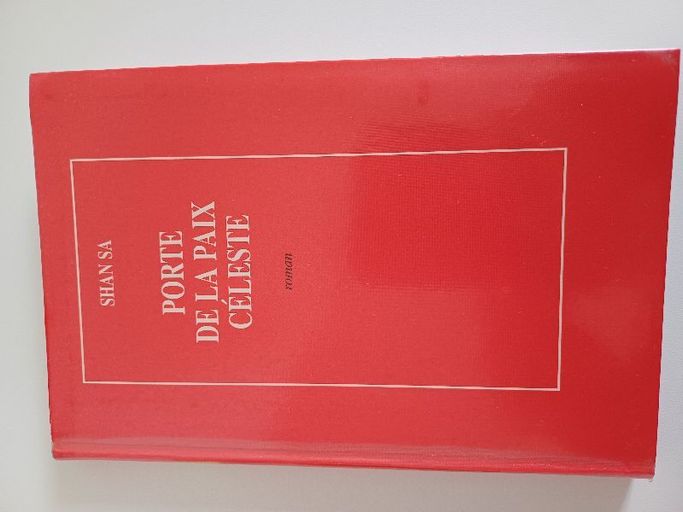 SHAN SA
PORTE
DE LA PAIX
CÉLESTE
roman